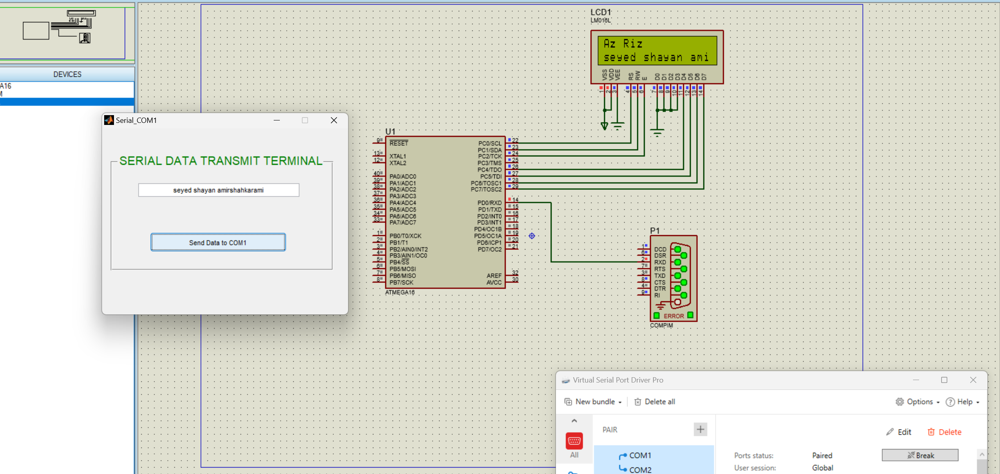 LCD1
LM016L
Az Riz
seyed shayan ami
VSS
VDD
VEE
RS
RW
E
D0
D1
D2
D3
D4
D5
D6
D7
1
2
3
4
5
6
7
8
9
10
11
12
13
14
DEVICES
A16
Serial_COM1
SERIAL DATA TRANSMIT TERMINAL
seyed shayan amirshahkarami
Send Data to COM1
U1
9 RESET
13 XTAL1
12 XTAL2
40 PA0/ADC0
39 PA1/ADC1
38 PA2/ADC2
37 PA3/ADC3
36 PA4/ADC4
35 PA5/ADC5
34 PA6/ADC6
33 PA7/ADC7
1 PB0/T0/XCK
2 PB1/T1
3 PB2/AIN0/INT2
4 PB3/AIN1/OC0
5 PB4/SS
6 PB5/MOSI
7 PB6/MISO
8 PB7/SCK
PC0/SCL 22
PC1/SDA 23
PC2/TCK 24
PC3/TMS 25
PC4/TDO 26
PC5/TDI 27
PC6/TOSC1 28
PC7/TOSC2 29
PD0/RXD 14
PD1/TXD 15
PD2/INT0 16
PD3/INT1 17
PD4/OC1B 18
PD5/OC1A 19
PD6/ICP1 20
PD7/OC2 21
AREF 32
AVCC 30
ATMEGA16
P1
1 DCD
6 DSR
2 RXD
7 RTS
3 TXD
8 CTS
4 DTR
9 RI
ERROR
COMPIM
Virtual Serial Port Driver Pro
New bundle Delete all Options Help
PAIR
Edit Delete
All
COM1
COM2
Ports status: Paired
Break
User session: Global